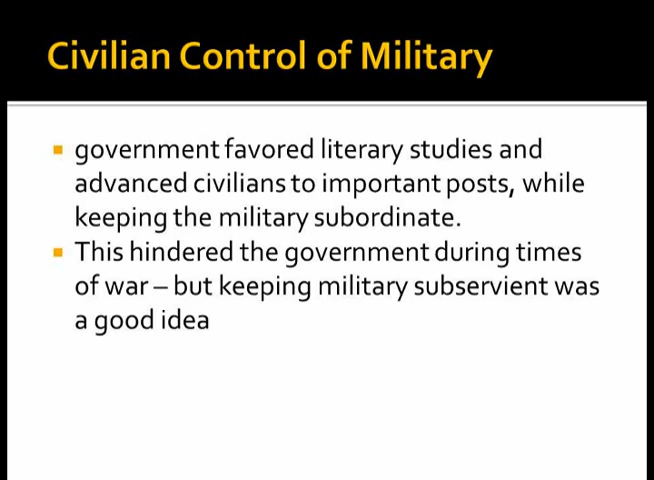 Civilian Control of Military
government favored literary studies and
advanced civilians to important posts, while
keeping the military subordinate.
This hindered the government during times
of war – but keeping military subservient was
a good idea